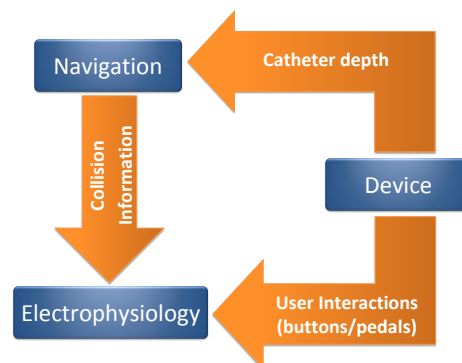 Navigation
Catheter depth
Collision
Information
Device
Electrophysiology
User Interactions
(buttons/pedals)